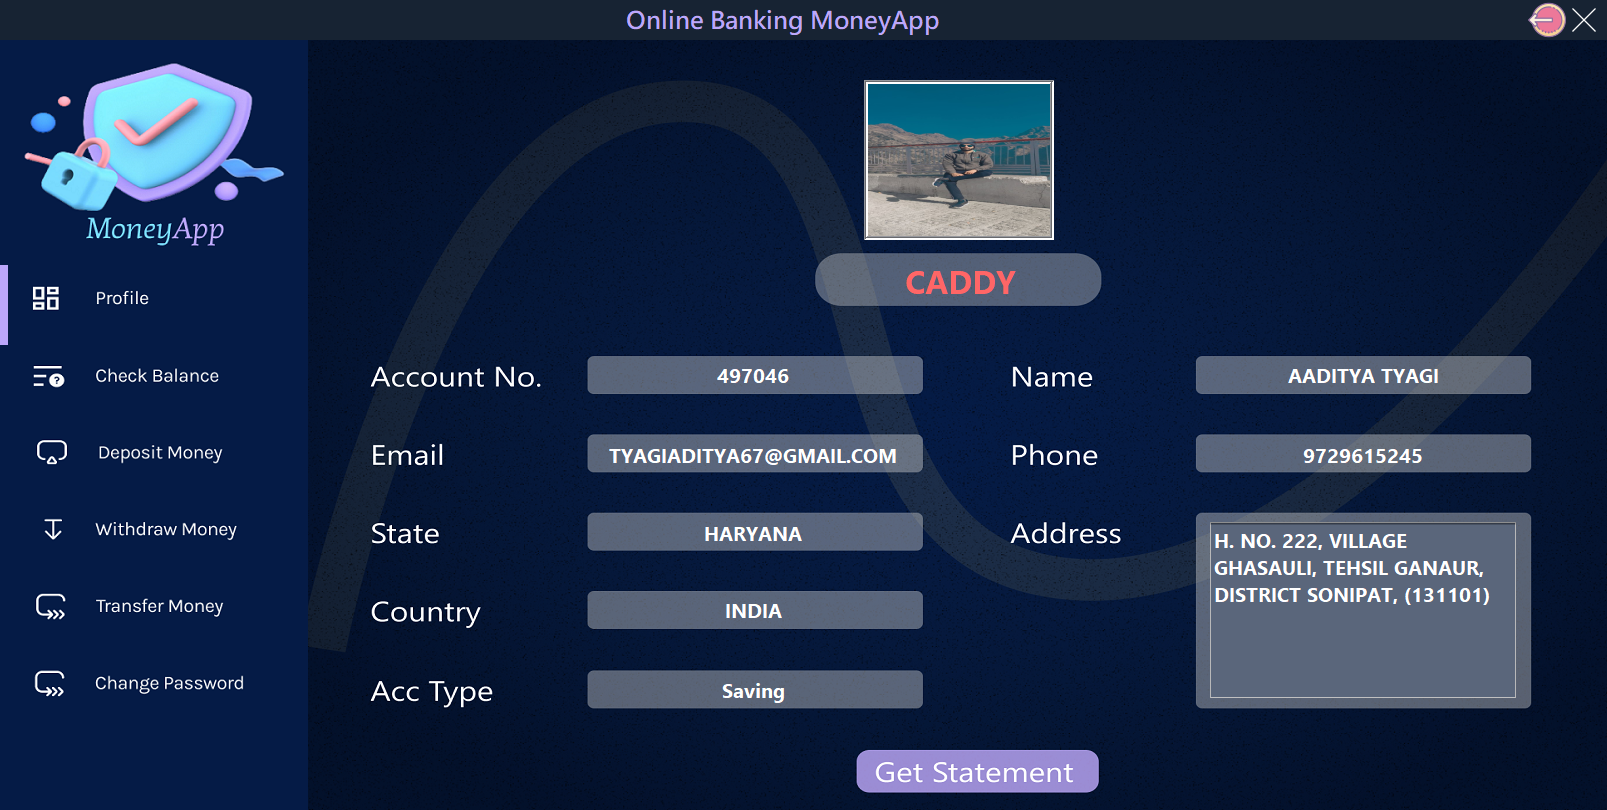 Online Banking MoneyApp
MoneyApp
Profile
Check Balance
Deposit Money
Withdraw Money
Transfer Money
Change Password
CADDY
Account No. 497046
Name AADITYA TYAGI
Email TYAGIADITYA67@GMAIL.COM
Phone 9729615245
State HARYANA
Address H. NO. 222, VILLAGE
GHASAULI, TEHSIL GANAUR,
DISTRICT SONIPAT, (131101)
Country INDIA
Acc Type Saving
Get Statement